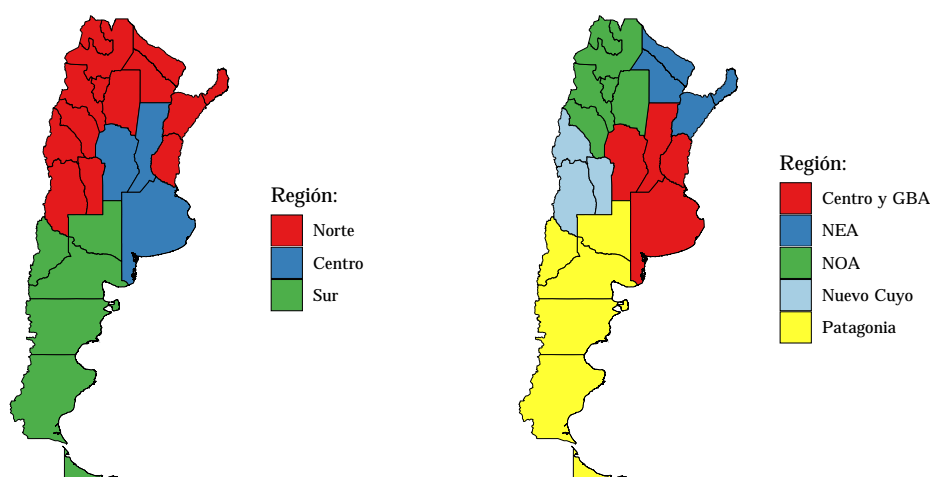 Región:
Norte
Centro
Sur
Región:
Centro y GBA
NEA
NOA
Nuevo Cuyo
Patagonia